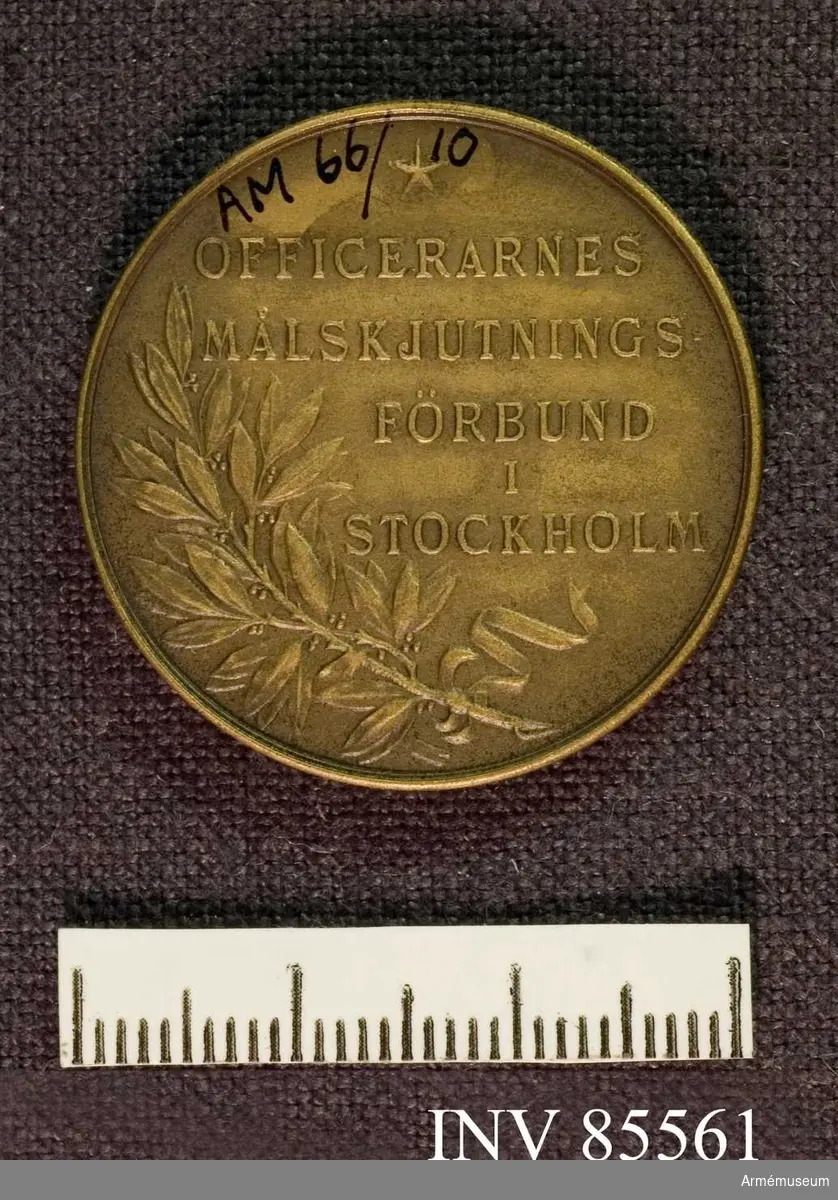 AM 66/10
OFFICERARNES
MÅLSKJUTNINGS-
FÖRBUND
I
STOCKHOLM
INV 85561
Armémuseum